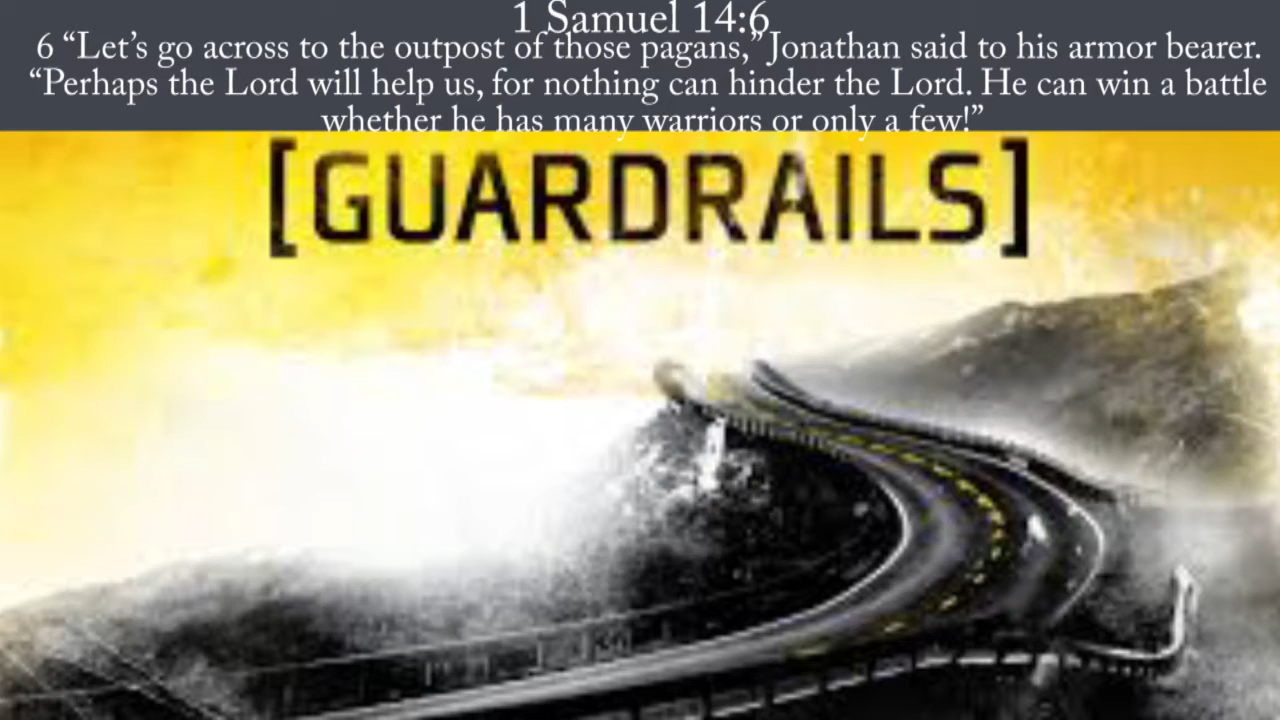 1 Samuel 14:6
6 “Let’s go across to the outpost of those pagans,” Jonathan said to his armor bearer.
“Perhaps the Lord will help us, for nothing can hinder the Lord. He can win a battle
whether he has many warriors or only a few!”
[GUARDRAILS]